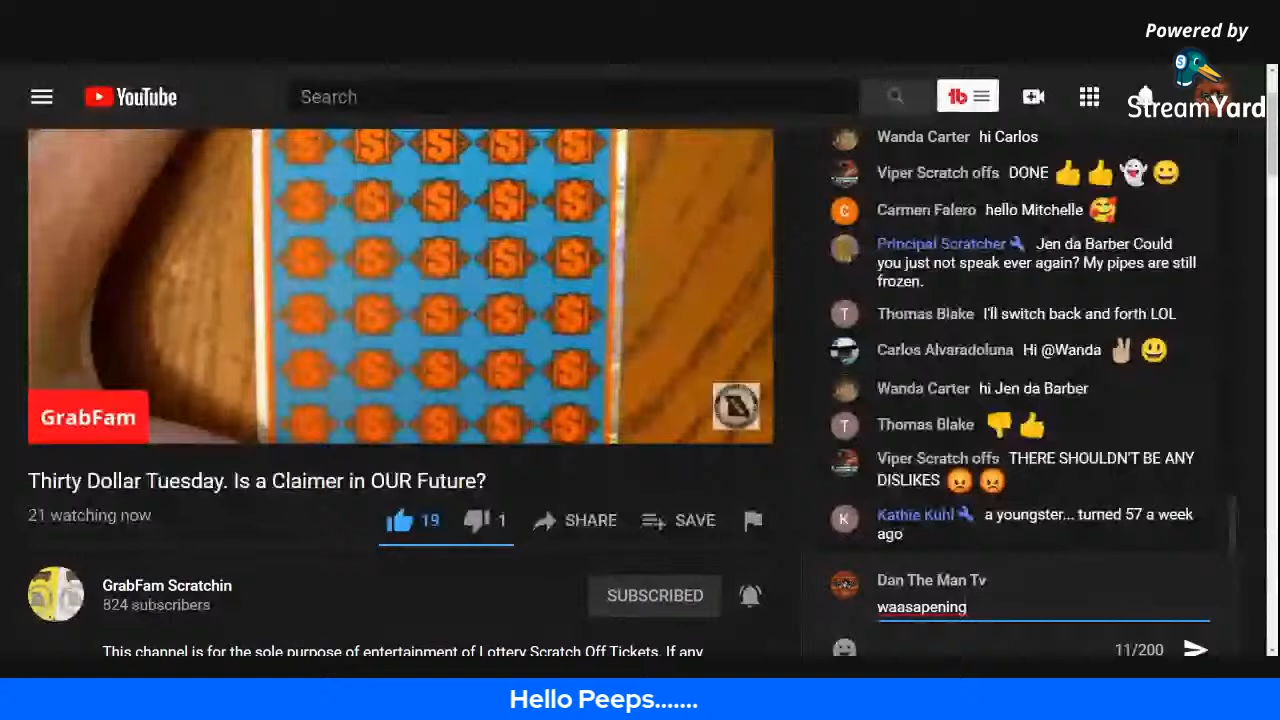 Powered by
StreamYard
YouTube
Search
Wanda Carter hi Carlos
Viper Scratch offs DONE 👍 👍 👻 😀
Carmen Falero hello Mitchelle 🥰
Principal Scratcher Jen da Barber Could
you just not speak ever again? My pipes are still
frozen.
Thomas Blake I'll switch back and forth LOL
Carlos Alvaradoluna Hi @Wanda ✌🏼 😃
Wanda Carter hi Jen da Barber
Thomas Blake 👎 👍
Viper Scratch offs THERE SHOULDN'T BE ANY
DISLIKES 😡 😡
Kathie Kuhl a youngster... turned 57 a week
ago
Dan The Man Tv
waasapening
11/200
GrabFam
Thirty Dollar Tuesday. Is a Claimer in OUR Future?
21 watching now
19 1 SHARE SAVE
GrabFam Scratchin
824 subscribers
SUBSCRIBED
This channel is for the sole purpose of entertainment of Lottery Scratch Off Tickets. If any
Hello Peeps.......